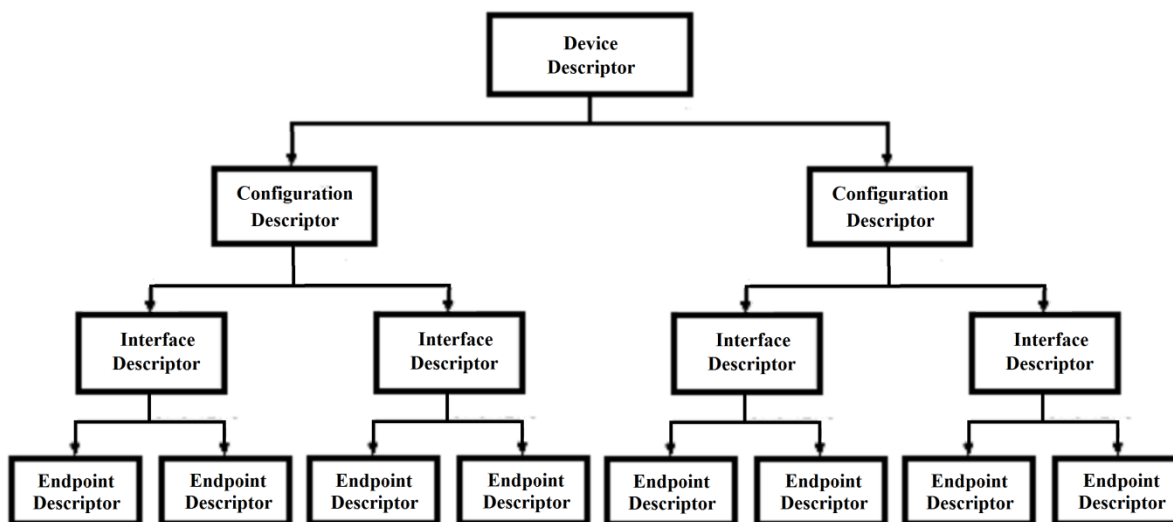 Device
Descriptor
Configuration
Descriptor
Configuration
Descriptor
Interface
Descriptor
Interface
Descriptor
Interface
Descriptor
Interface
Descriptor
Endpoint
Descriptor
Endpoint
Descriptor
Endpoint
Descriptor
Endpoint
Descriptor
Endpoint
Descriptor
Endpoint
Descriptor
Endpoint
Descriptor
Endpoint
Descriptor